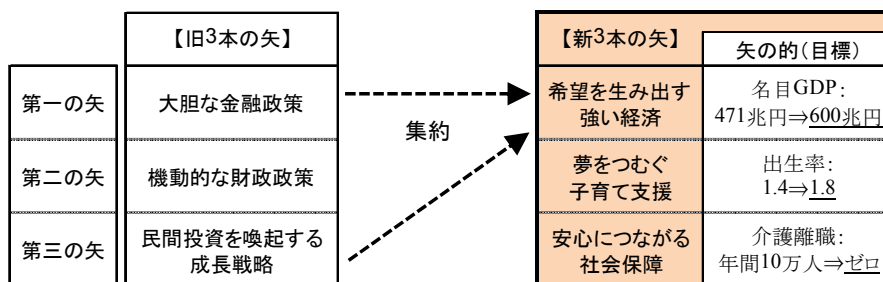 【旧3本の矢】
【新3本の矢】
矢の的(目標)
第一の矢
大胆な金融政策
集約
希望を生み出す
強い経済
名目GDP:
471兆円⇒600兆円
第二の矢
機動的な財政政策
夢をつむぐ
子育て支援
出生率:
1.4⇒1.8
第三の矢
民間投資を喚起する
成長戦略
安心につながる
社会保障
介護離職:
年間10万人⇒ゼロ